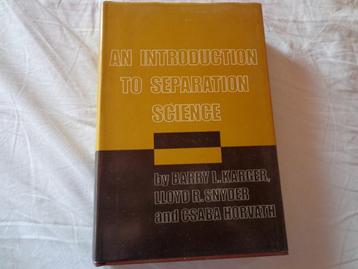 AN INTRODUCTION
TO SEPARATION
SCIENCE
by BARRY L. KARGER,
LLOYD R. SNYDER
and CSABA HORVATH